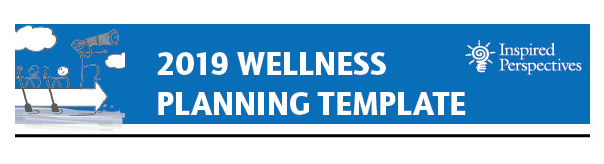 2019 WELLNESS
PLANNING TEMPLATE
Inspired
Perspectives